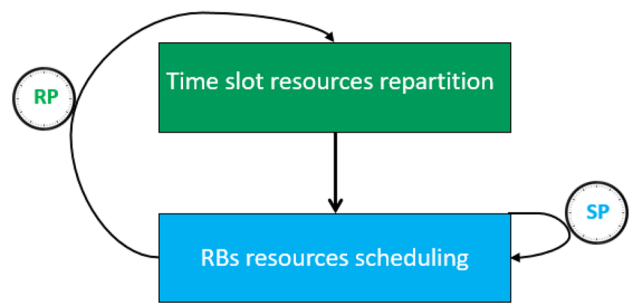 Time slot resources repartition
RP
SP
RBs resources scheduling